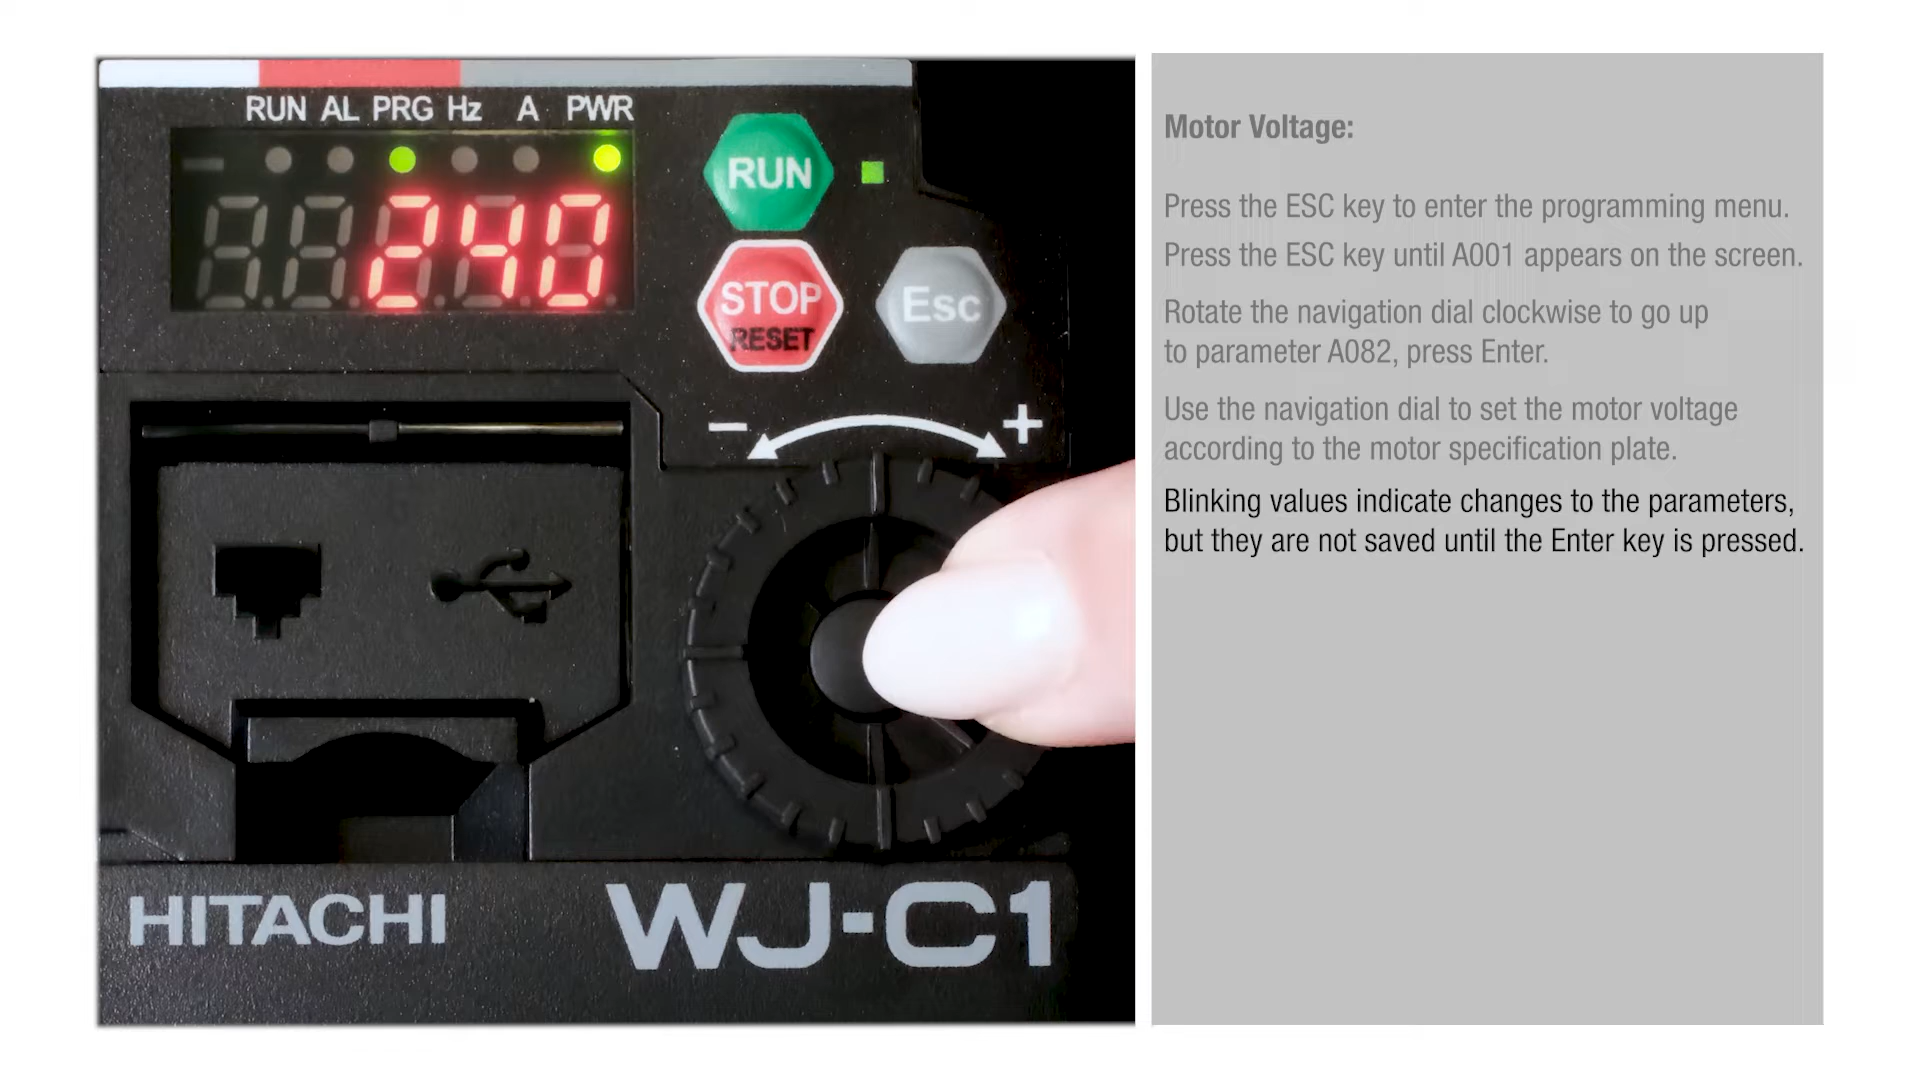 RUN AL PRG Hz A PWR
240
RUN
STOP
RESET
Esc
− +
HITACHI
WJ-C1
Motor Voltage:
Press the ESC key to enter the programming menu.
Press the ESC key until A001 appears on the screen.
Rotate the navigation dial clockwise to go up
to parameter A082, press Enter.
Use the navigation dial to set the motor voltage
according to the motor specification plate.
Blinking values indicate changes to the parameters,
but they are not saved until the Enter key is pressed.